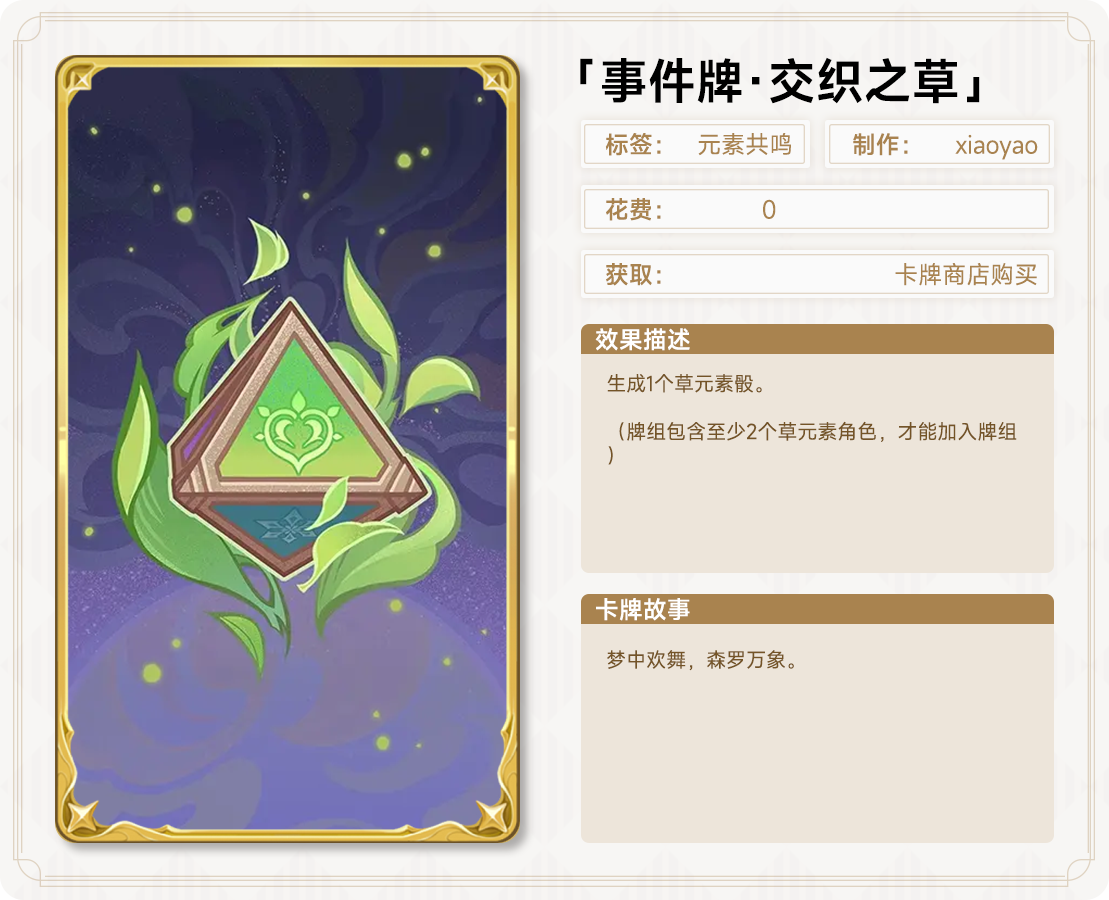 「事件牌·交织之草」
标签： 元素共鸣 制作： xiaoyao
花费： 0
获取： 卡牌商店购买
效果描述
生成1个草元素骰。
（牌组包含至少2个草元素角色，才能加入牌组
）
卡牌故事
梦中欢舞，森罗万象。